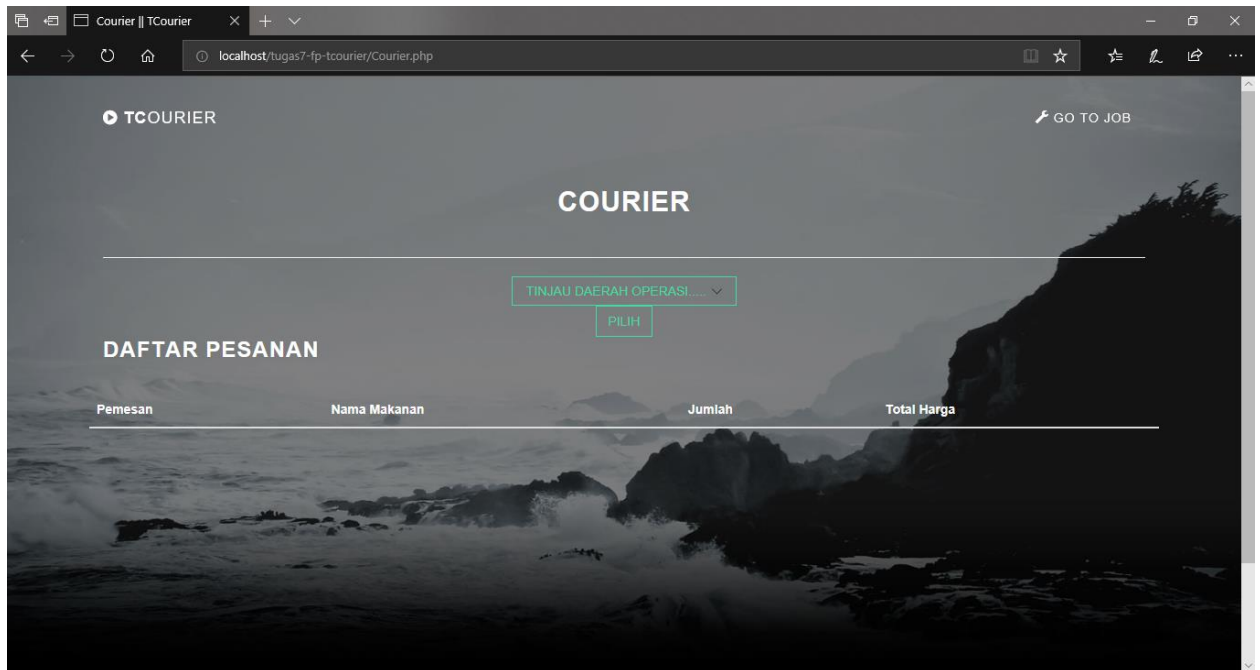 Courier || TCourier
localhost/tugas7-fp-tcourier/Courier.php
TCOURIER
GO TO JOB
COURIER
TINJAU DAERAH OPERASI.....
PILIH
DAFTAR PESANAN
Pemesan Nama Makanan Jumlah Total Harga